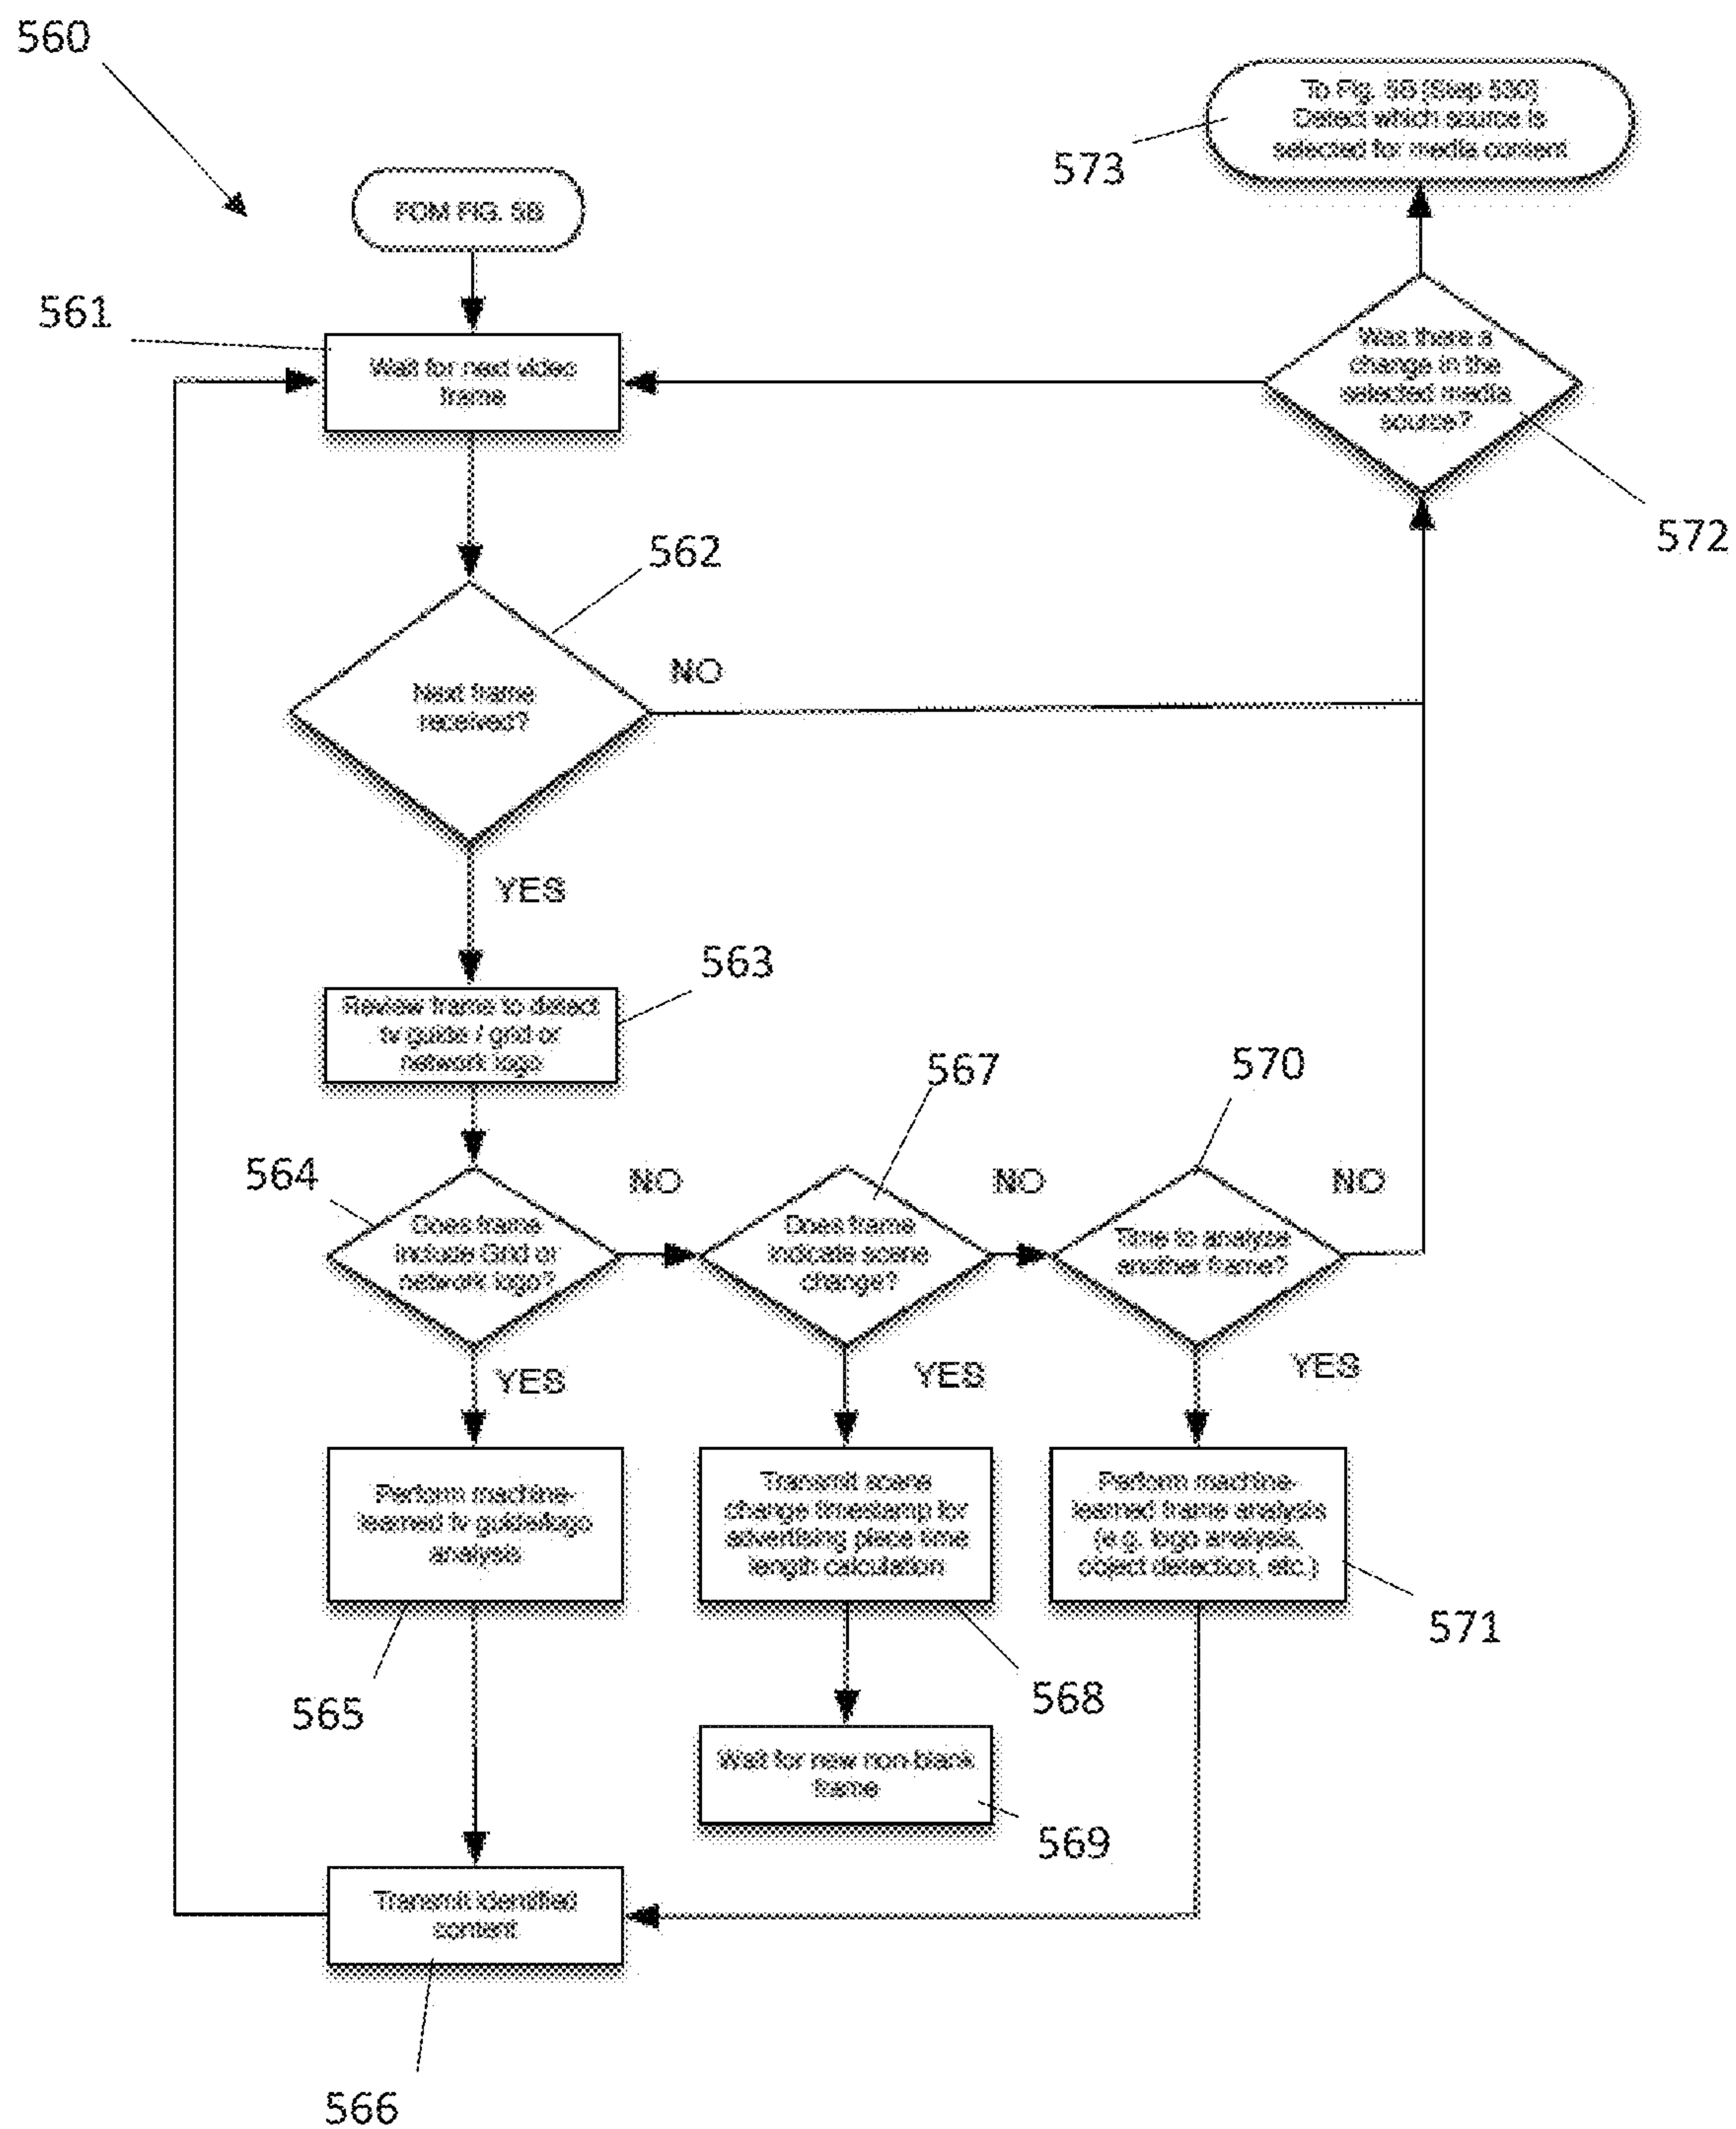 560
To Fig. 5B [Step 530]
Detect which source is
selected for media content
573
FOM FIG. 5B
561
Wait for next video
frame
Was there a
change in the
selected media
source?
572
562
NO
Next frame
received?
YES
563
Review frame to detect
tv guide / grid or
network logo
567
570
564
NO
NO
NO
Does frame
include Grid or
network logo?
Does frame
indicate scene
change?
Time to analyze
another frame?
YES
YES
YES
Perform machine-
learned tv guide/logo
analysis
Transmit scene
change timestamp for
advertising place time
length calculation
Perform machine-
learned frame analysis
(e.g. logo analysis,
object detection, etc.)
571
565
568
Wait for new non-blank
frame
569
Transmit identified
content
566